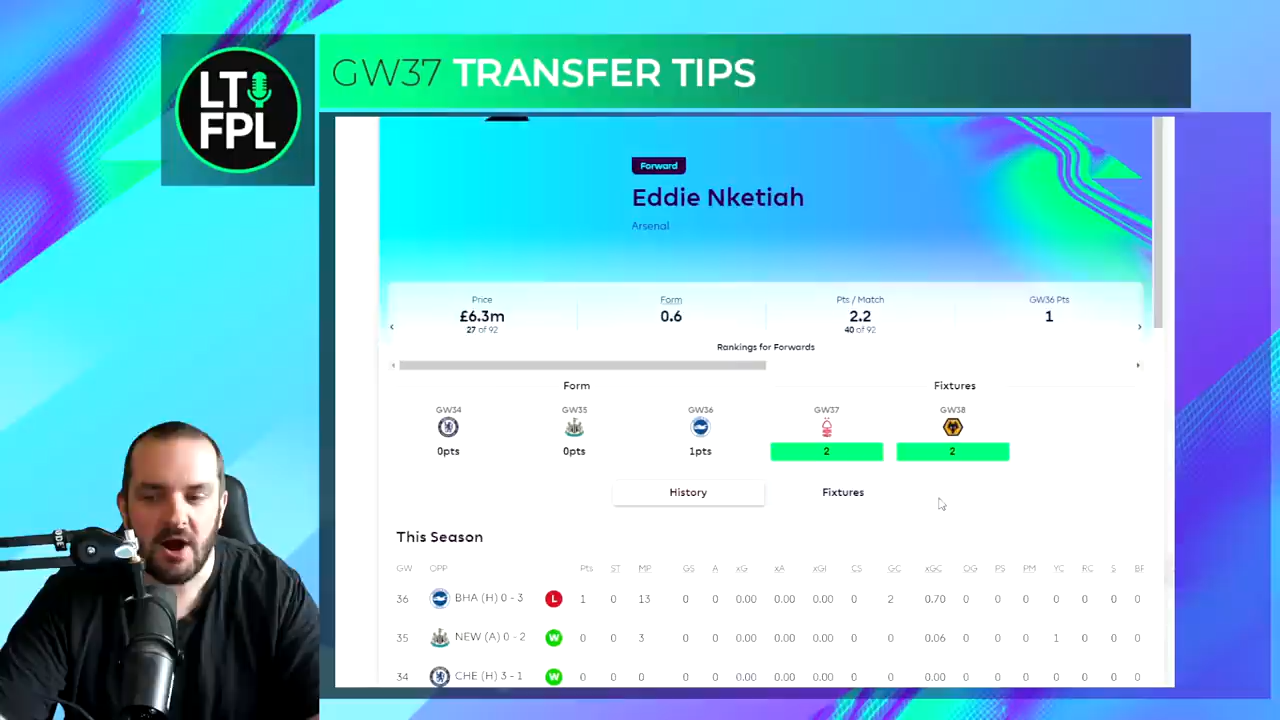 LT
FPL
GW37 TRANSFER TIPS
Forward
Eddie Nketiah
Arsenal
Price Form Pts / Match GW36 Pts
£6.3m 0.6 2.2 1
27 of 92 40 of 92
Rankings for Forwards
Form Fixtures
GW34 GW35 GW36 GW37 GW38
0pts 0pts 1pts 2 2
History Fixtures
This Season
GW OPP Pts ST MP GS A xG xA xGI CS GC xGC OG PS PM YC RC S BP
36 BHA (H) 0 - 3 L 1 0 13 0 0 0.00 0.00 0.00 0 2 0.70 0 0 0 0 0 0 0
35 NEW (A) 0 - 2 W 0 0 3 0 0 0.00 0.00 0.00 0 0 0.06 0 0 0 1 0 0 0
34 CHE (H) 3 - 1 W 0 0 0 0 0 0.00 0.00 0.00 0 0 0.00 0 0 0 0 0 0 0